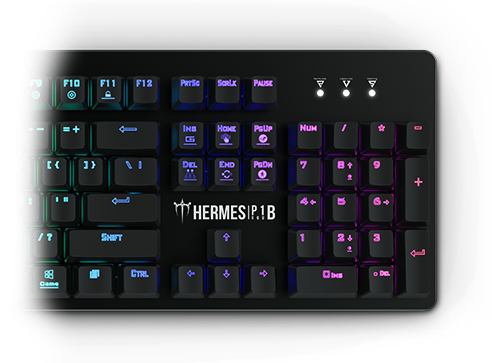 F9 F10 F11 F12 PrtSc ScrLk Pause
- = + Ins Home PgUp Num / -
[ { ] } \ | Del End PgDn 7 8 9 +
HERMES P.1B 4 5 6
/ ? Shift 1 2 3
Game Ctrl 0 Ins . Del